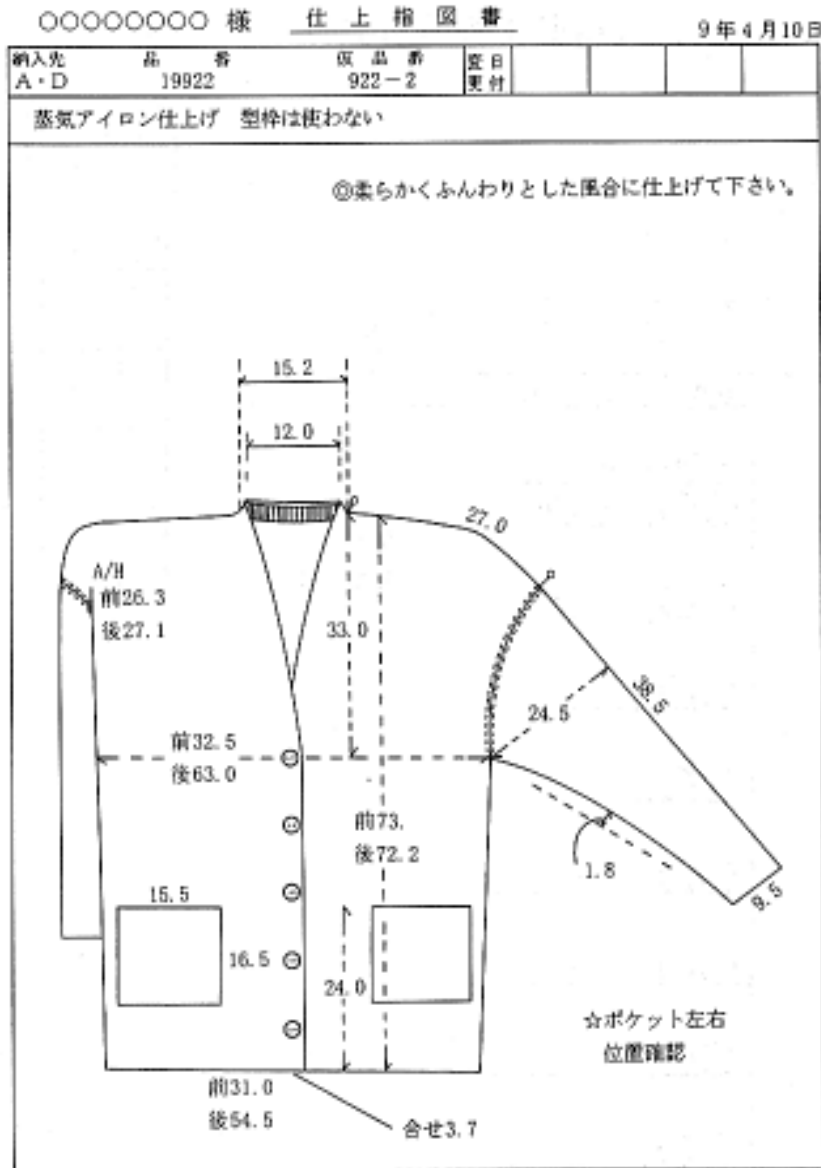 ○○○○○○○○ 様 仕上指図書 9年4月10日
納入先 品番 仮品番 変更日付
A・D 19922 922-2
蒸気アイロン仕上げ 型枠は使わない
◎柔らかくふんわりとした風合に仕上げて下さい。
15.2
12.0
27.0
A/H
前26.3
後27.1
33.0
38.5
24.5
前32.5
後63.0
前73.
後72.2
1.8
9.5
15.5
16.5
24.0
☆ポケット左右
位置確認
前31.0
後54.5
合せ3.7